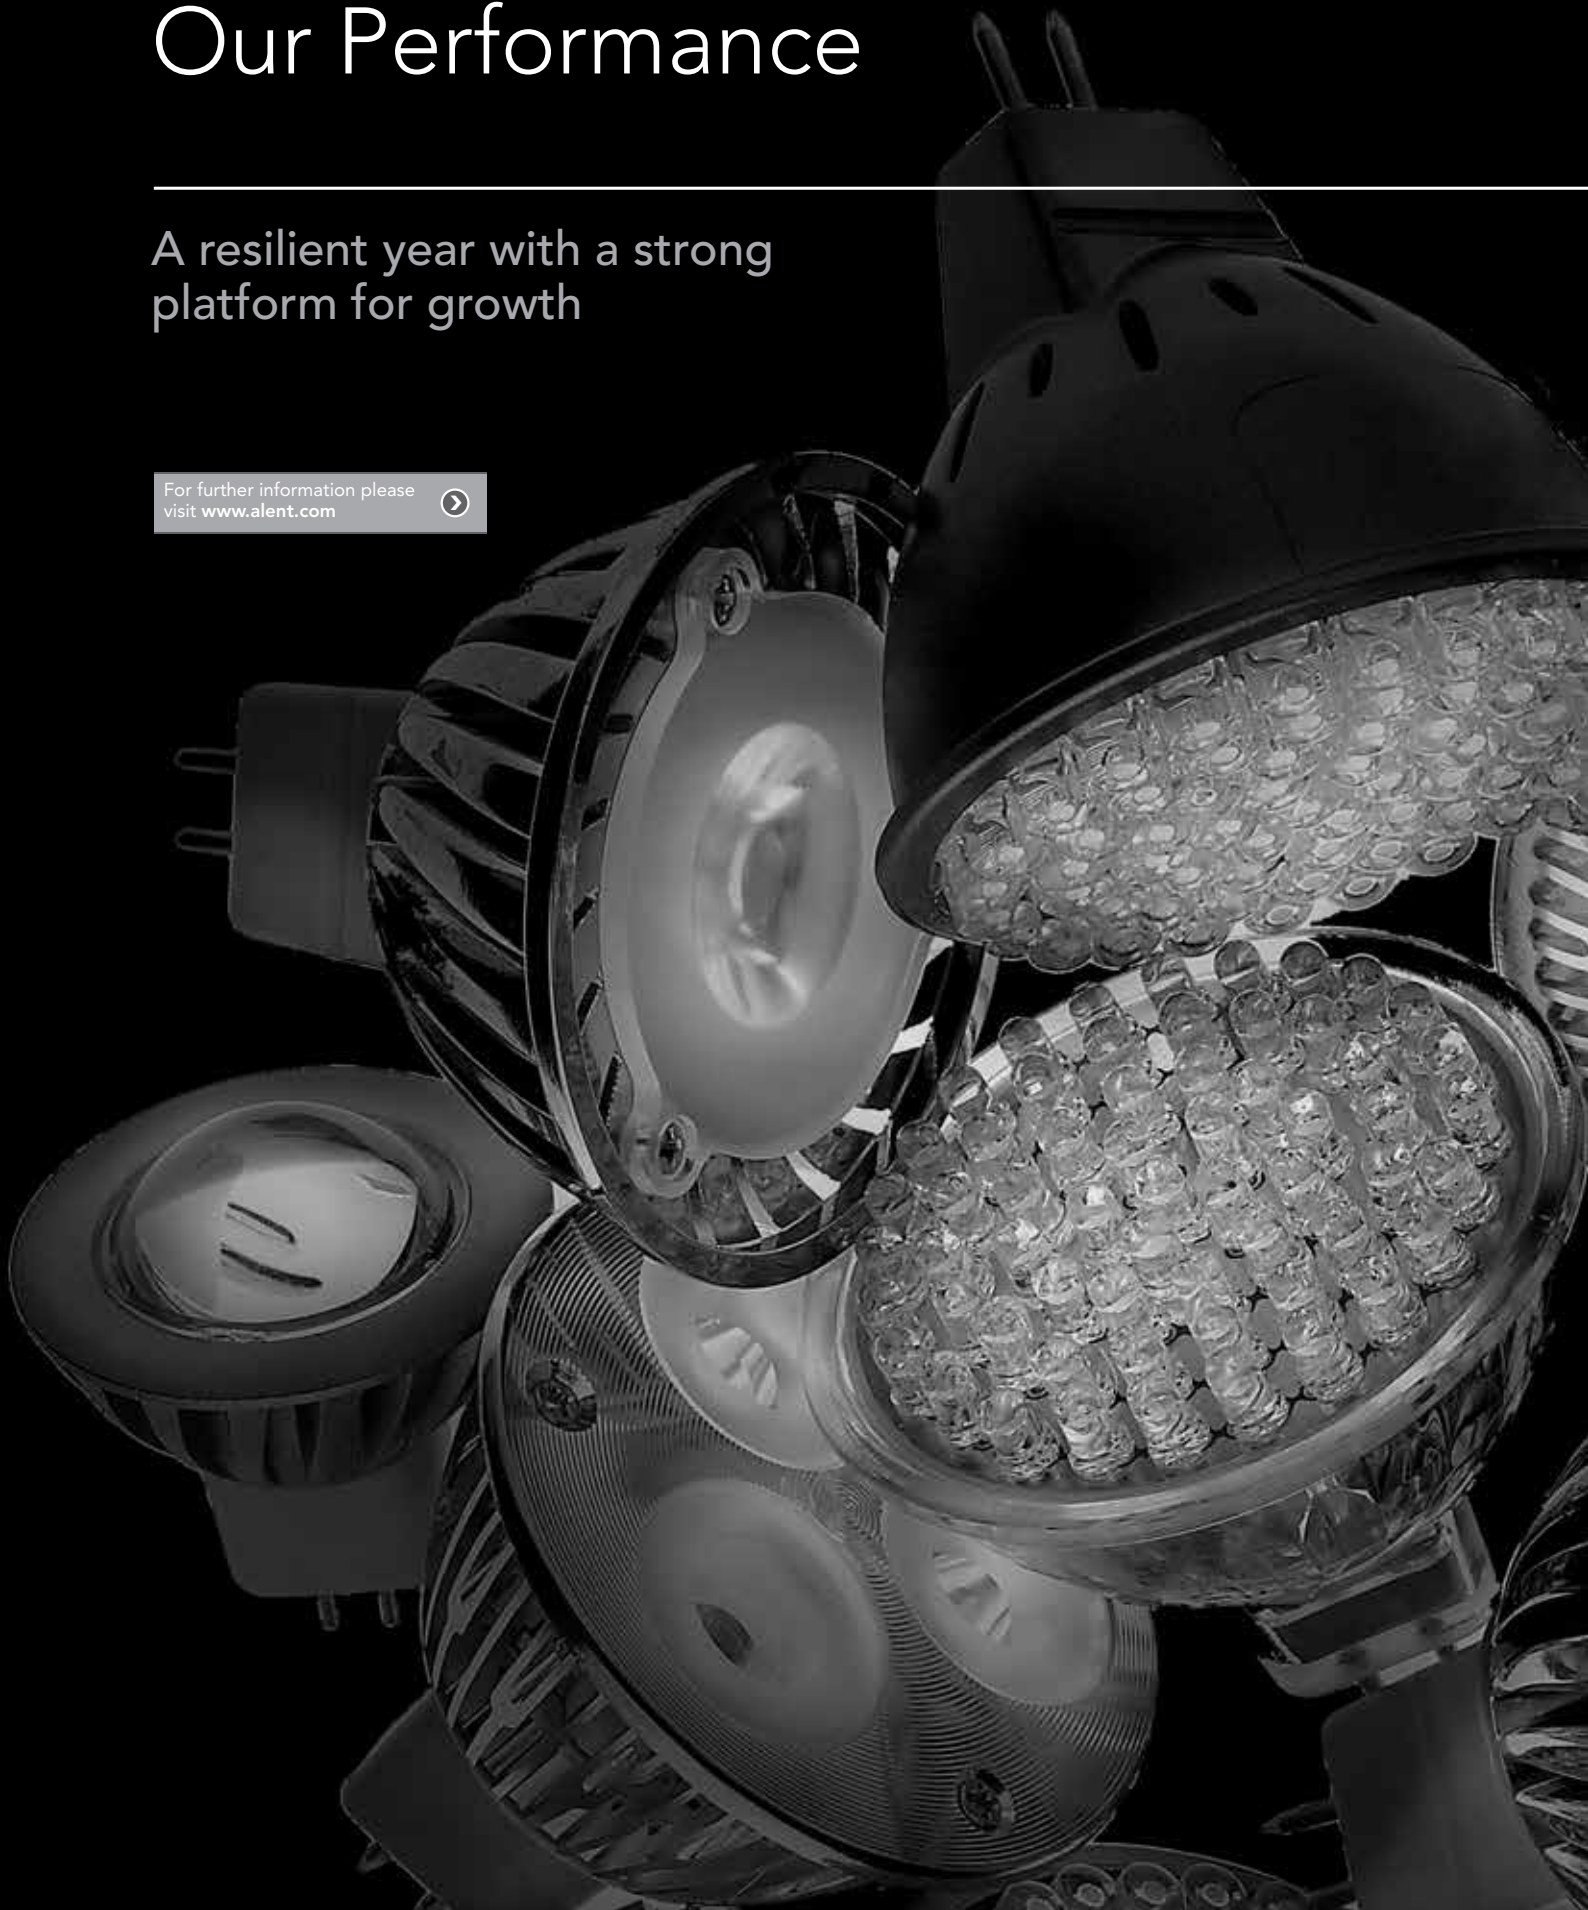 Our Performance
A resilient year with a strong
platform for growth
For further information please
visit www.alent.com